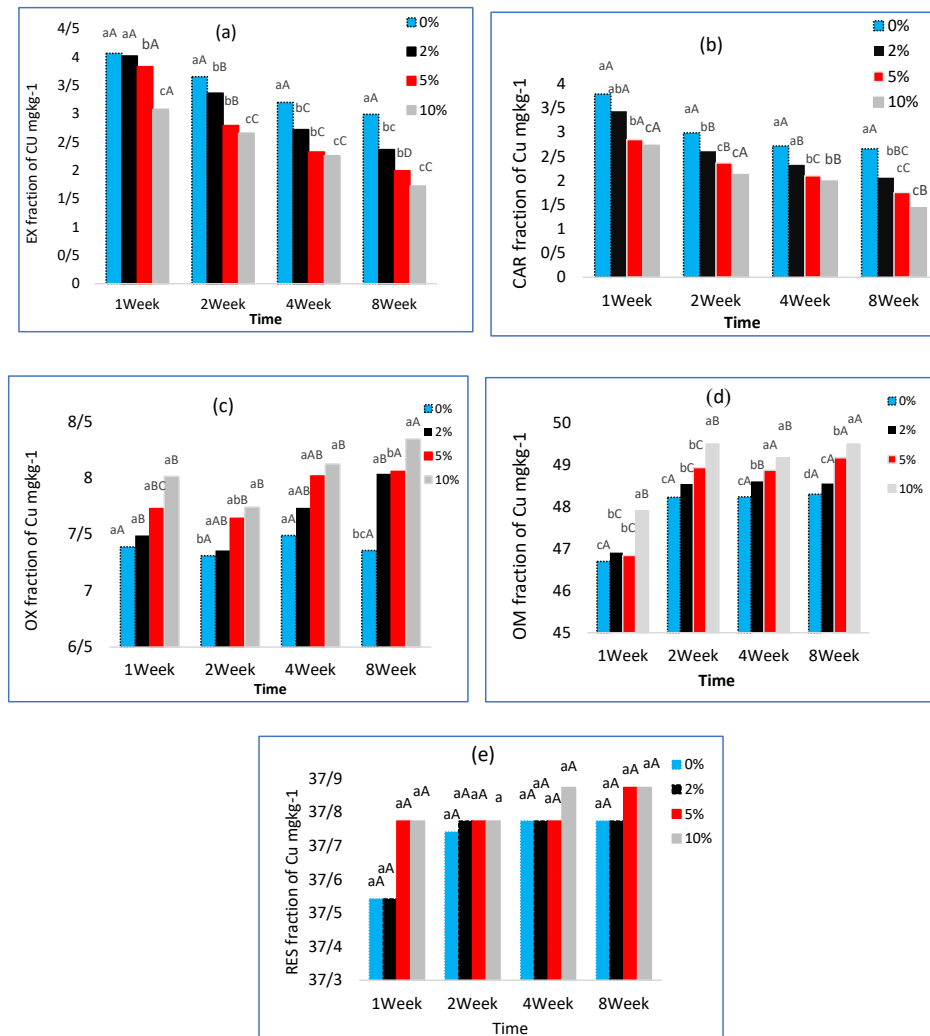 (a)
0%
2%
5%
10%
EX fraction of Cu mgkg-1
4/5
4
3/5
3
2/5
2
1/5
1
0/5
0
aA aA bA cA
aA bB bB cC
aA bC bC cC
aA bc bD cC
1Week 2Week 4Week 8Week
Time
(b)
0%
2%
5%
10%
CAR fraction of Cu mgkg-1
4
3/5
3
2/5
2
1/5
1
0/5
0
aA abA bA cA
aA bB cB cA
aA aB bC bB
aA bBC cC cB
1Week 2Week 4Week 8Week
Time
(c)
0%
2%
5%
10%
OX fraction of Cu mgkg-1
8/5
8
7/5
7
6/5
aA aB aBC aB
bA aAB abB aB
aA aAB aAB aB
bcA aB bA aA
1Week 2Week 4Week 8Week
Time
(d)
0%
2%
5%
10%
OM fraction of Cu mgkg-1
50
49
48
47
46
45
cA bC bC aB
cA bC bC aB
cA bB aA aB
dA cA bA aA
1Week 2Week 4Week 8Week
Time
(e)
0%
2%
5%
10%
RES fraction of Cu mgkg-1
37/9
37/8
37/7
37/6
37/5
37/4
37/3
aA aA aA aA
aA aA aA a
aA aA aA aA
aA aA aA aA
1Week 2Week 4Week 8Week
Time